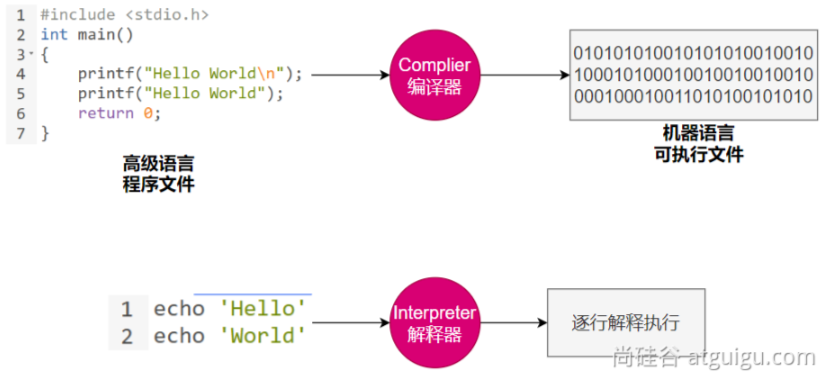 1 #include <stdio.h>
2 int main()
3 {
4 printf("Hello World\n");
5 printf("Hello World");
6 return 0;
7 }
高级语言
程序文件
Complier
编译器
010101010010101010010010
100010100010010010010010
000100010011010100101010
机器语言
可执行文件
1 echo 'Hello'
2 echo 'World'
Interpreter
解释器
逐行解释执行
尚硅谷-atguigu.com